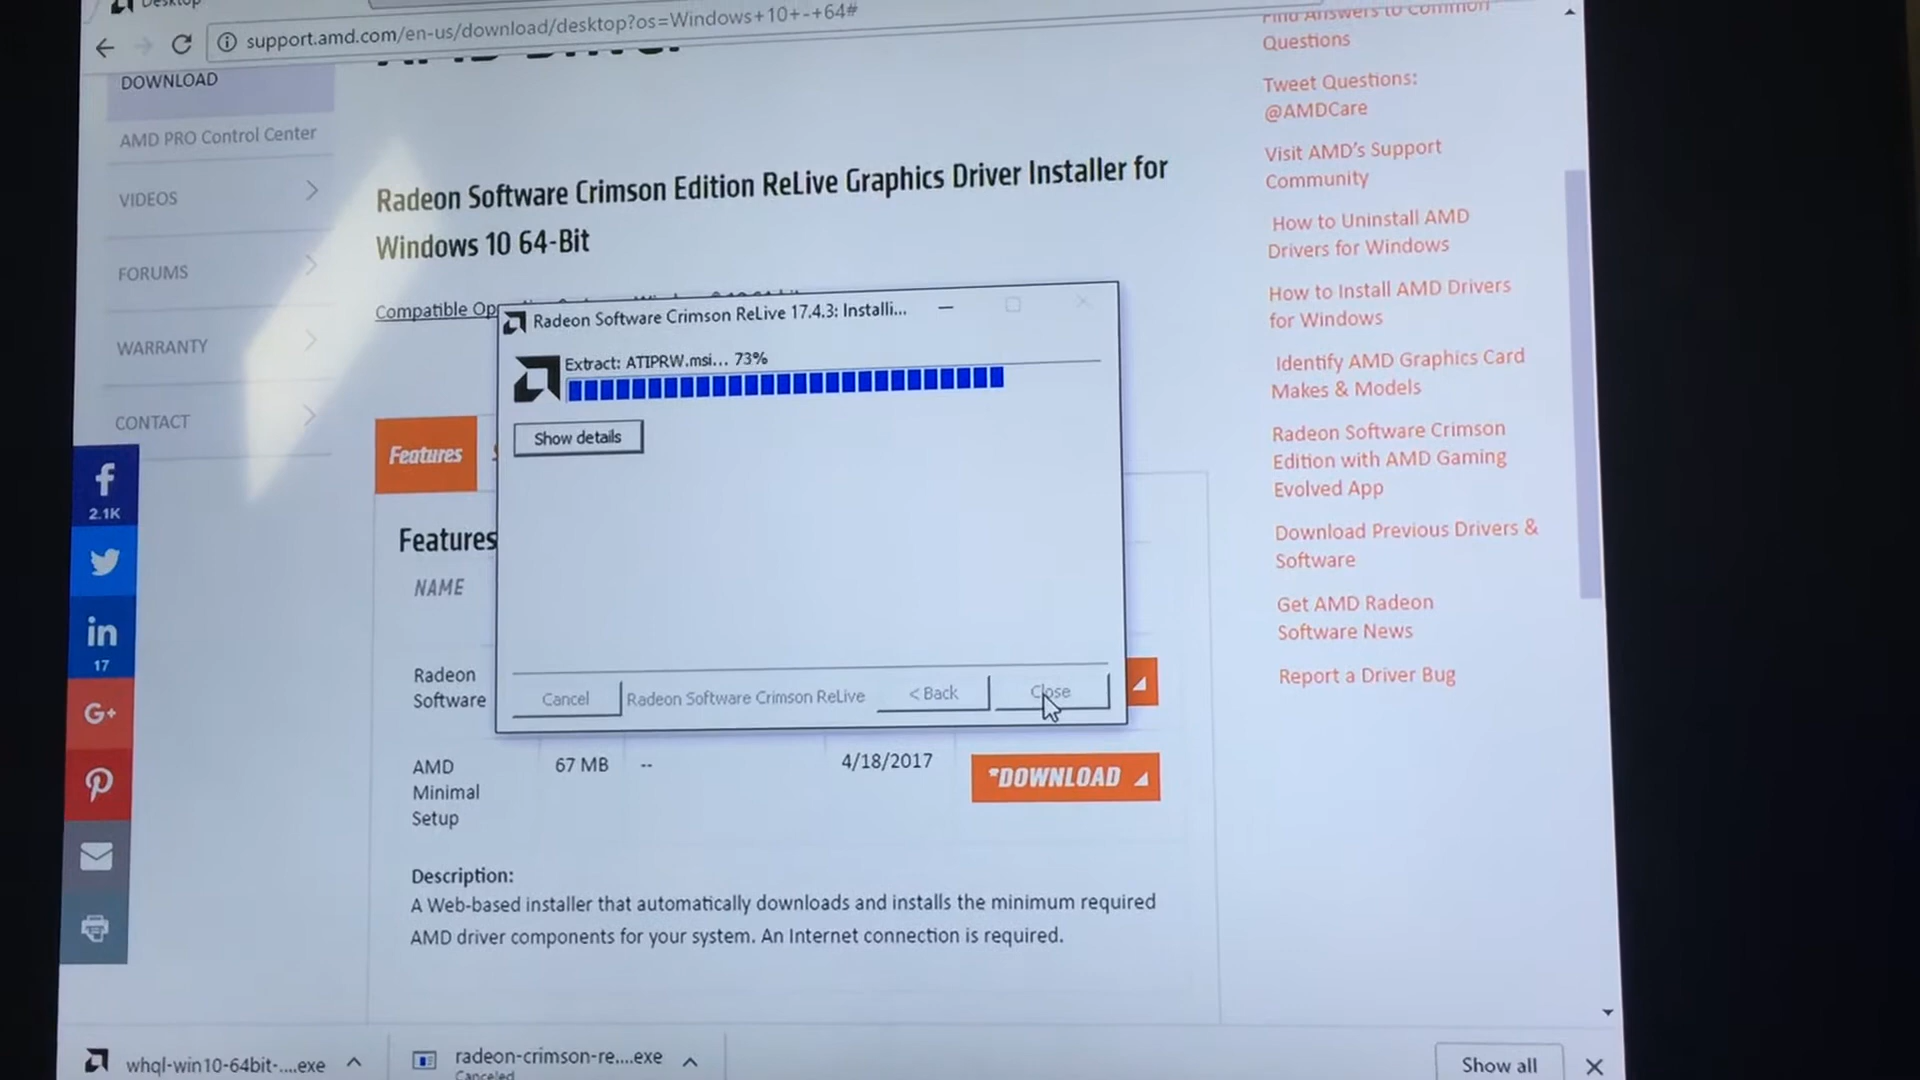 Desktop
support.amd.com/en-us/download/desktop?os=Windows+10+-+64#
DOWNLOAD
AMD PRO Control Center
VIDEOS
FORUMS
WARRANTY
CONTACT
2.1K
in
17
G+
Radeon Software Crimson Edition ReLive Graphics Driver Installer for
Windows 10 64-Bit
Compatible
Radeon Software Crimson ReLive 17.4.3: Installi...
Extract: ATIPRW.msi... 73%
Show details
Cancel
Radeon Software Crimson ReLive
< Back
Close
Features
Features
NAME
Radeon
Software
AMD
Minimal
Setup
67 MB
--
4/18/2017
*DOWNLOAD
Description:
A Web-based installer that automatically downloads and installs the minimum required
AMD driver components for your system. An Internet connection is required.
Find Answers to Common
Questions
Tweet Questions:
@AMDCare
Visit AMD's Support
Community
How to Uninstall AMD
Drivers for Windows
How to Install AMD Drivers
for Windows
Identify AMD Graphics Card
Makes & Models
Radeon Software Crimson
Edition with AMD Gaming
Evolved App
Download Previous Drivers &
Software
Get AMD Radeon
Software News
Report a Driver Bug
whql-win10-64bit-....exe
radeon-crimson-re....exe
Canceled
Show all